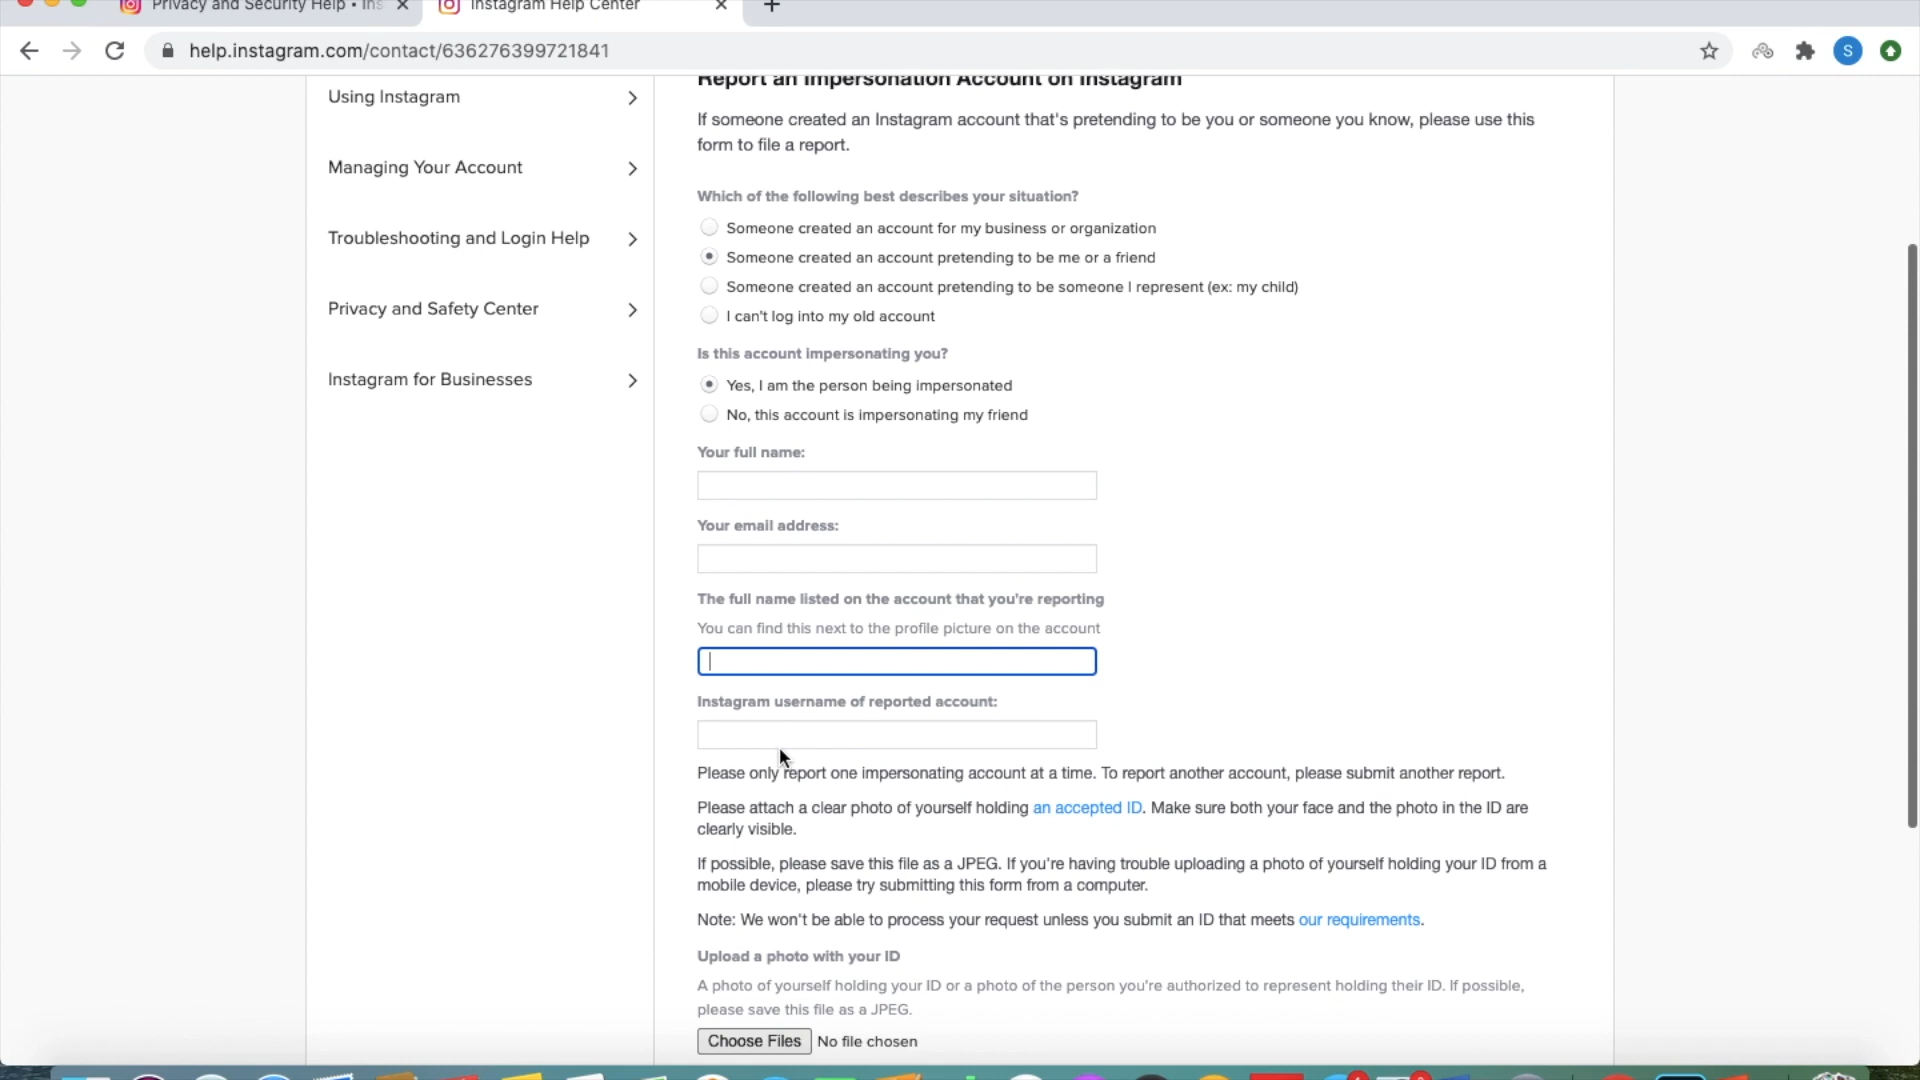 Privacy and Security Help • Ins
Instagram Help Center
help.instagram.com/contact/636276399721841
S
Using Instagram
Managing Your Account
Troubleshooting and Login Help
Privacy and Safety Center
Instagram for Businesses
Report an Impersonation Account on Instagram
If someone created an Instagram account that's pretending to be you or someone you know, please use this
form to file a report.
Which of the following best describes your situation?
Someone created an account for my business or organization
Someone created an account pretending to be me or a friend
Someone created an account pretending to be someone I represent (ex: my child)
I can't log into my old account
Is this account impersonating you?
Yes, I am the person being impersonated
No, this account is impersonating my friend
Your full name:
Your email address:
The full name listed on the account that you're reporting
You can find this next to the profile picture on the account
Instagram username of reported account:
Please only report one impersonating account at a time. To report another account, please submit another report.
Please attach a clear photo of yourself holding an accepted ID. Make sure both your face and the photo in the ID are
clearly visible.
If possible, please save this file as a JPEG. If you're having trouble uploading a photo of yourself holding your ID from a
mobile device, please try submitting this form from a computer.
Note: We won't be able to process your request unless you submit an ID that meets our requirements.
Upload a photo with your ID
A photo of yourself holding your ID or a photo of the person you're authorized to represent holding their ID. If possible,
please save this file as a JPEG.
Choose Files No file chosen